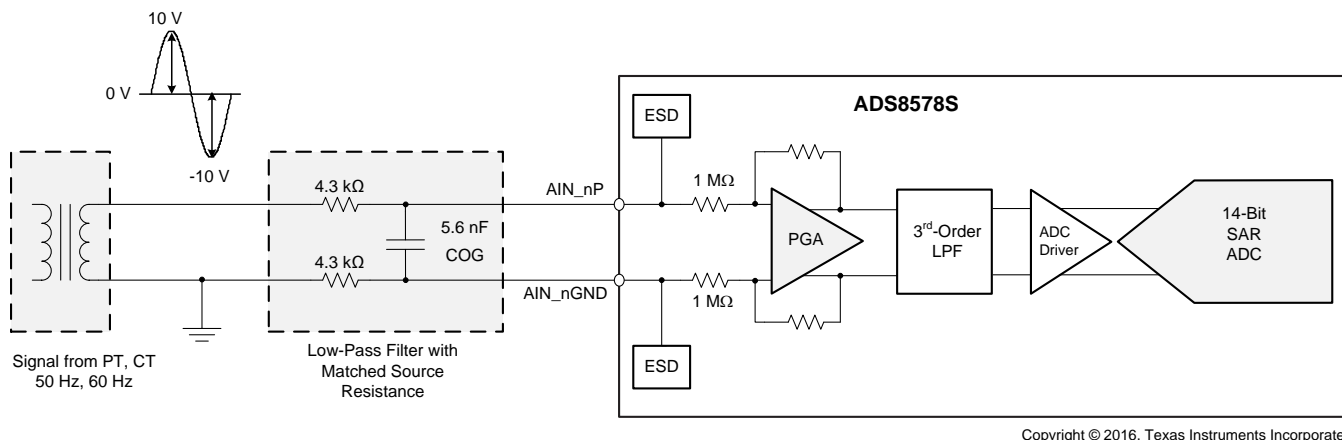 10 V
0 V
-10 V
Signal from PT, CT
50 Hz, 60 Hz
4.3 kΩ
4.3 kΩ
5.6 nF
COG
Low-Pass Filter with
Matched Source
Resistance
AIN_nP
AIN_nGND
ADS8578S
ESD
ESD
1 MΩ
1 MΩ
PGA
3rd-Order
LPF
ADC
Driver
14-Bit
SAR
ADC
Copyright © 2016, Texas Instruments Incorporate